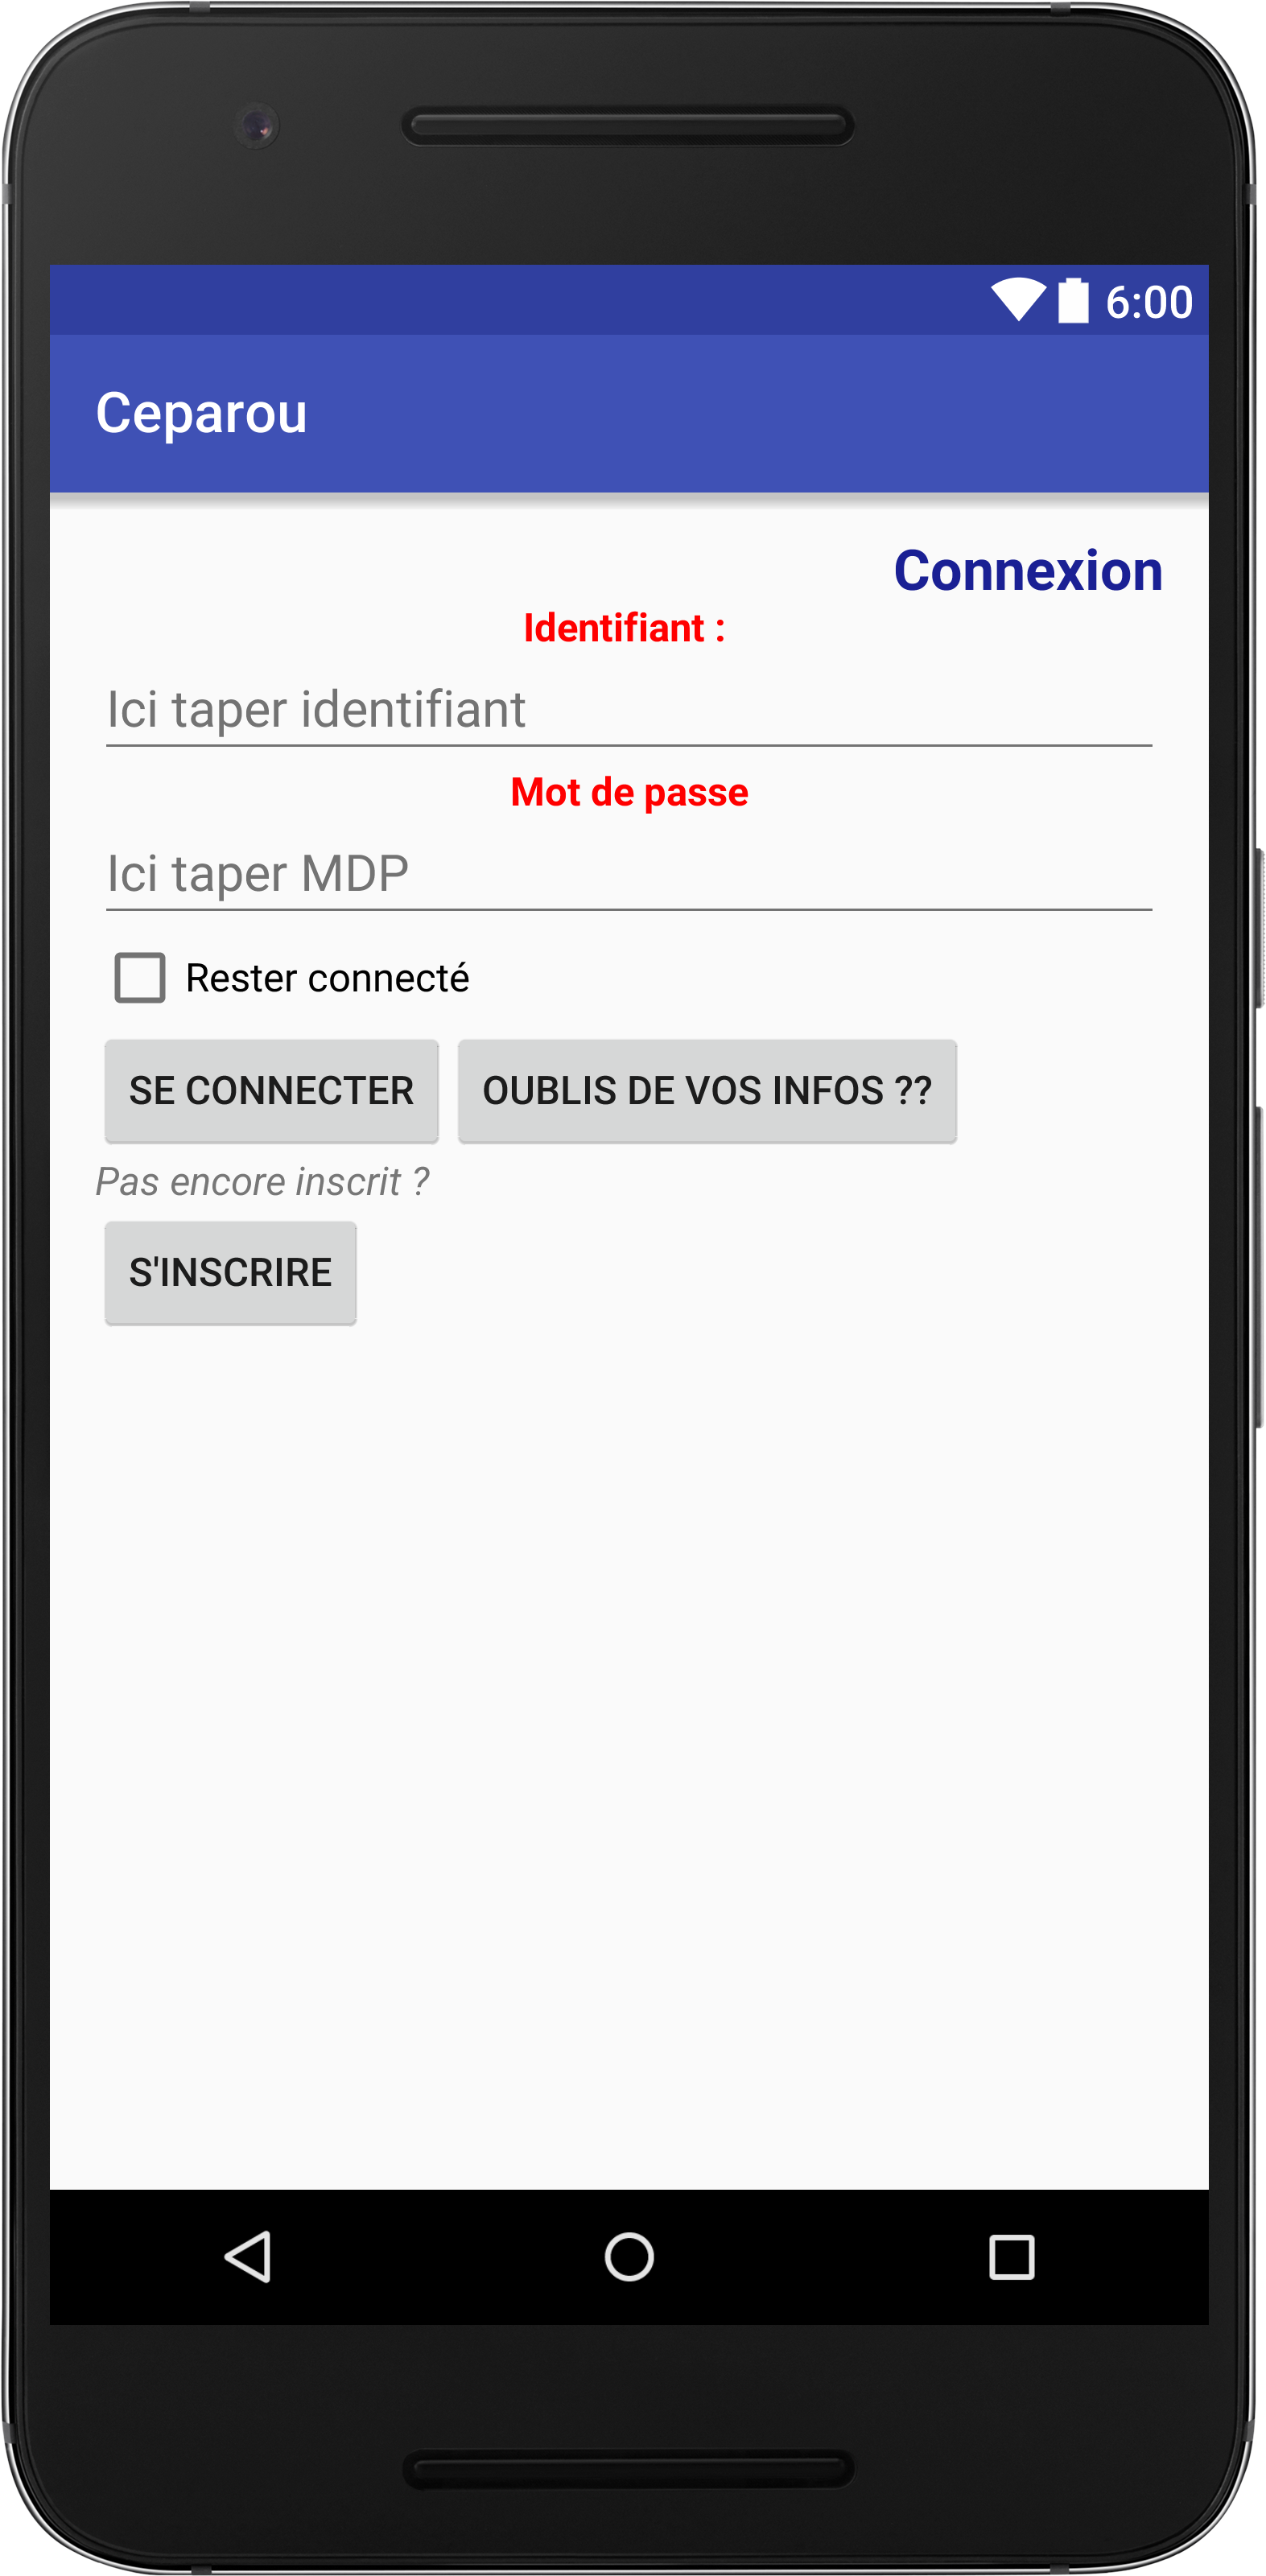 6:00
Ceparou
Connexion
Identifiant :
Ici taper identifiant
Mot de passe
Ici taper MDP
Rester connecté
SE CONNECTER OUBLIS DE VOS INFOS ??
Pas encore inscrit ?
S'INSCRIRE